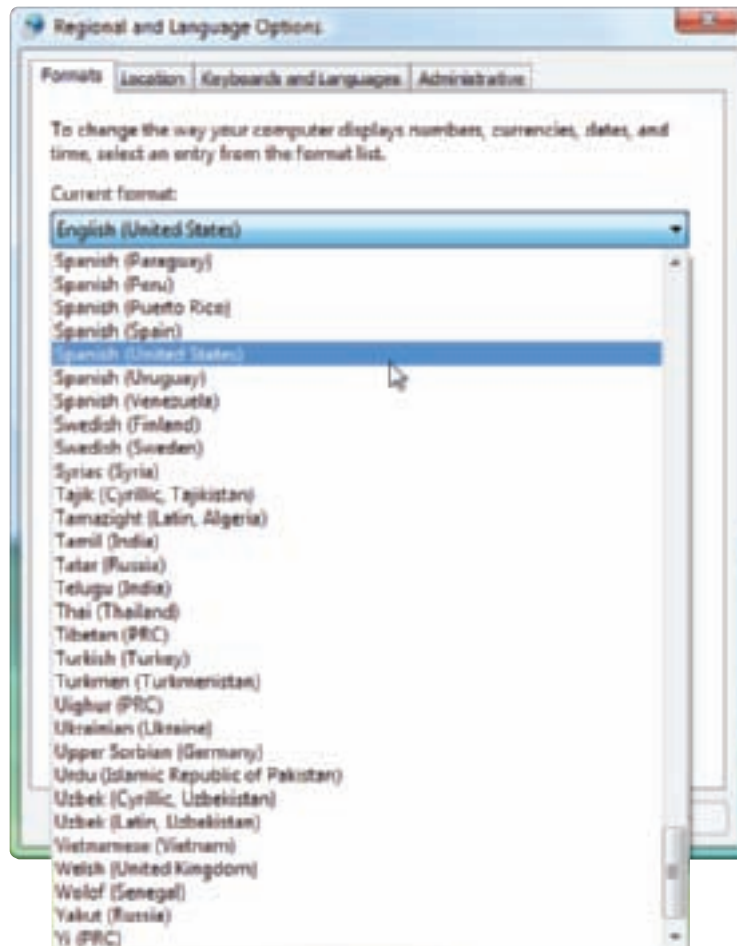 Regional and Language Options
Formats Location Keyboards and Languages Administrative
To change the way your computer displays numbers, currencies, dates, and
time, select an entry from the format list.
Current format:
English (United States)
Spanish (Paraguay)
Spanish (Peru)
Spanish (Puerto Rico)
Spanish (Spain)
Spanish (United States)
Spanish (Uruguay)
Spanish (Venezuela)
Swedish (Finland)
Swedish (Sweden)
Syriac (Syria)
Tajik (Cyrillic, Tajikistan)
Tamazight (Latin, Algeria)
Tamil (India)
Tatar (Russia)
Telugu (India)
Thai (Thailand)
Tibetan (PRC)
Turkish (Turkey)
Turkmen (Turkmenistan)
Uighur (PRC)
Ukrainian (Ukraine)
Upper Sorbian (Germany)
Urdu (Islamic Republic of Pakistan)
Uzbek (Cyrillic, Uzbekistan)
Uzbek (Latin, Uzbekistan)
Vietnamese (Vietnam)
Welsh (United Kingdom)
Wolof (Senegal)
Yakut (Russia)
Yi (PRC)